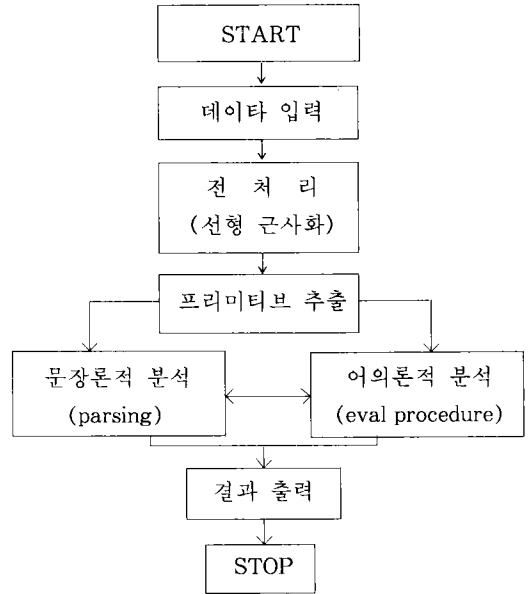 START
데이타 입력
전 처 리
(선형 근사화)
프리미티브 추출
문장론적 분석
(parsing)
어의론적 분석
(eval procedure)
결과 출력
STOP